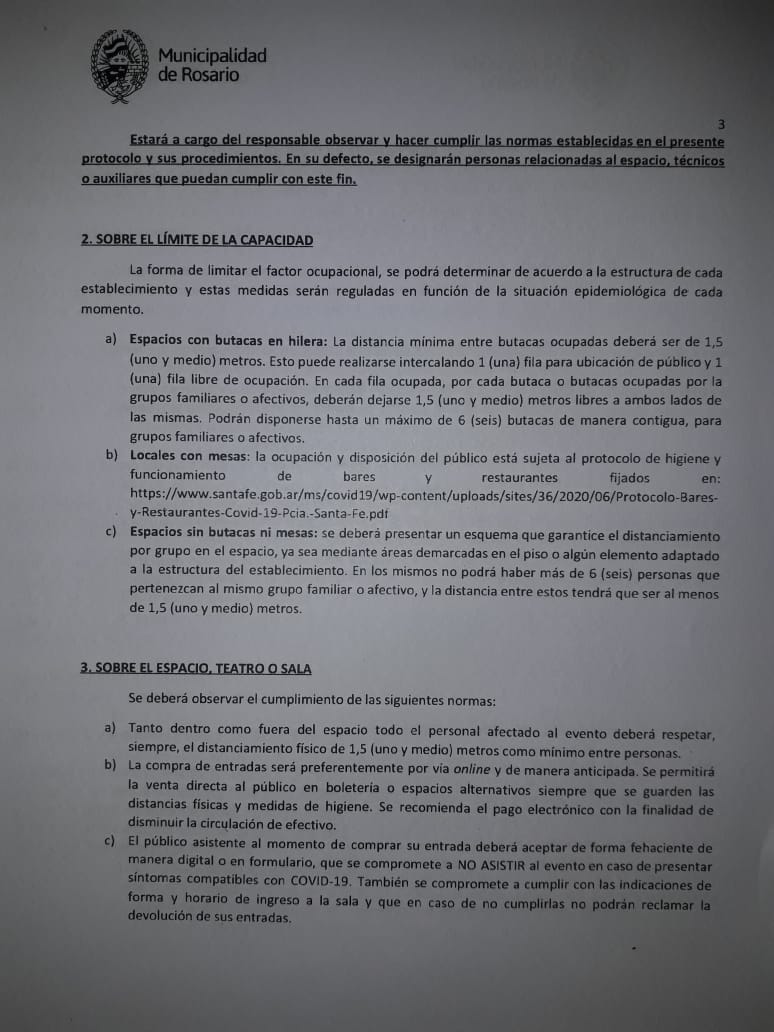 Municipalidad
de Rosario
3
Estará a cargo del responsable observar y hacer cumplir las normas establecidas en el presente
protocolo y sus procedimientos. En su defecto, se designarán personas relacionadas al espacio, técnicos
o auxiliares que puedan cumplir con este fin.
2. SOBRE EL LÍMITE DE LA CAPACIDAD
La forma de limitar el factor ocupacional, se podrá determinar de acuerdo a la estructura de cada
establecimiento y estas medidas serán reguladas en función de la situación epidemiológica de cada
momento.
a) Espacios con butacas en hilera: La distancia mínima entre butacas ocupadas deberá ser de 1,5
(uno y medio) metros. Esto puede realizarse intercalando 1 (una) fila para ubicación de público y 1
(una) fila libre de ocupación. En cada fila ocupada, por cada butaca o butacas ocupadas por la
grupos familiares o afectivos, deberán dejarse 1,5 (uno y medio) metros libres a ambos lados de
las mismas. Podrán disponerse hasta un máximo de 6 (seis) butacas de manera contigua, para
grupos familiares o afectivos.
b) Locales con mesas: la ocupación y disposición del público está sujeta al protocolo de higiene y
funcionamiento de bares y restaurantes fijados en:
https://www.santafe.gob.ar/ms/covid19/wp-content/uploads/sites/36/2020/06/Protocolo-Bares-
y-Restaurantes-Covid-19-Pcia.-Santa-Fe.pdf
c) Espacios sin butacas ni mesas: se deberá presentar un esquema que garantice el distanciamiento
por grupo en el espacio, ya sea mediante áreas demarcadas en el piso o algún elemento adaptado
a la estructura del establecimiento. En los mismos no podrá haber más de 6 (seis) personas que
pertenezcan al mismo grupo familiar o afectivo, y la distancia entre estos tendrá que ser al menos
de 1,5 (uno y medio) metros.
3. SOBRE EL ESPACIO, TEATRO O SALA
Se deberá observar el cumplimiento de las siguientes normas:
a) Tanto dentro como fuera del espacio todo el personal afectado al evento deberá respetar,
siempre, el distanciamiento físico de 1,5 (uno y medio) metros como mínimo entre personas.
b) La compra de entradas será preferentemente por vía online y de manera anticipada. Se permitirá
la venta directa al público en boletería o espacios alternativos siempre que se guarden las
distancias físicas y medidas de higiene. Se recomienda el pago electrónico con la finalidad de
disminuir la circulación de efectivo.
c) El público asistente al momento de comprar su entrada deberá aceptar de forma fehaciente de
manera digital o en formulario, que se compromete a NO ASISTIR al evento en caso de presentar
síntomas compatibles con COVID-19. También se compromete a cumplir con las indicaciones de
forma y horario de ingreso a la sala y que en caso de no cumplirlas no podrán reclamar la
devolución de sus entradas.